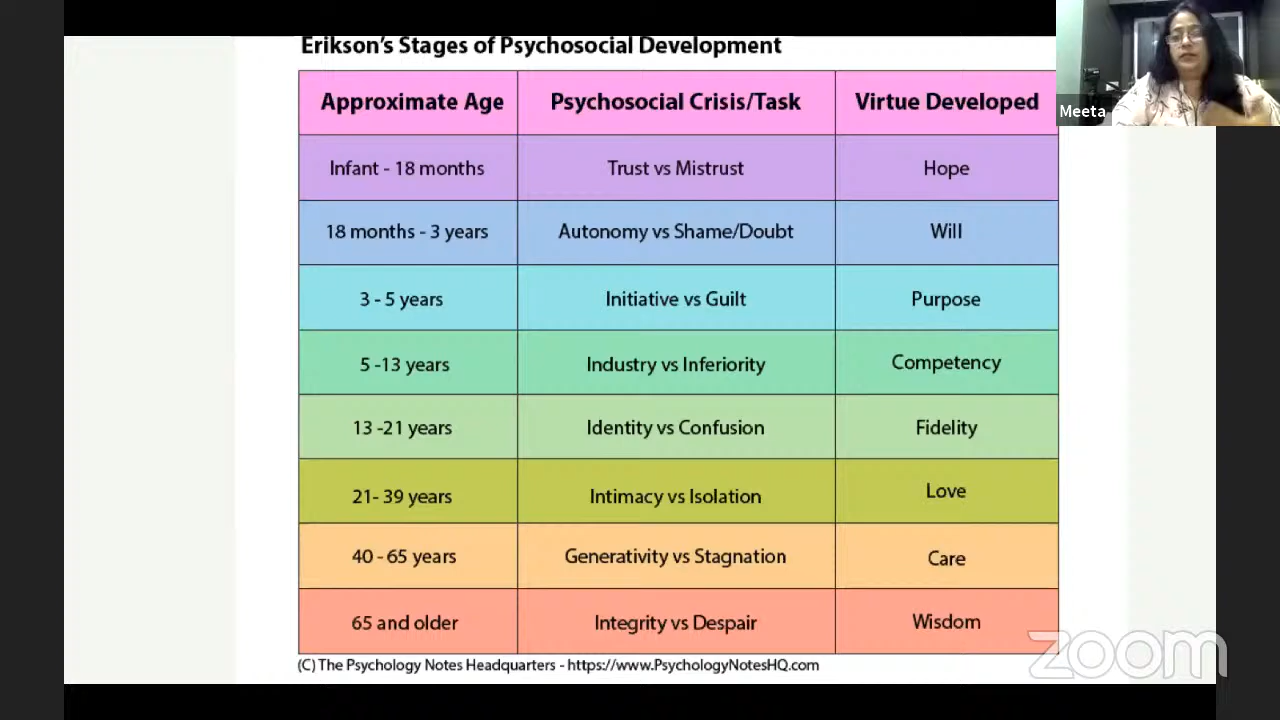 Erikson's Stages of Psychosocial Development
Approximate Age Psychosocial Crisis/Task Virtue Developed
Meeta
Infant - 18 months Trust vs Mistrust Hope
18 months - 3 years Autonomy vs Shame/Doubt Will
3 - 5 years Initiative vs Guilt Purpose
5 -13 years Industry vs Inferiority Competency
13 -21 years Identity vs Confusion Fidelity
21- 39 years Intimacy vs Isolation Love
40 - 65 years Generativity vs Stagnation Care
65 and older Integrity vs Despair Wisdom
(C) The Psychology Notes Headquarters - https://www.PsychologyNotesHQ.com
zoom